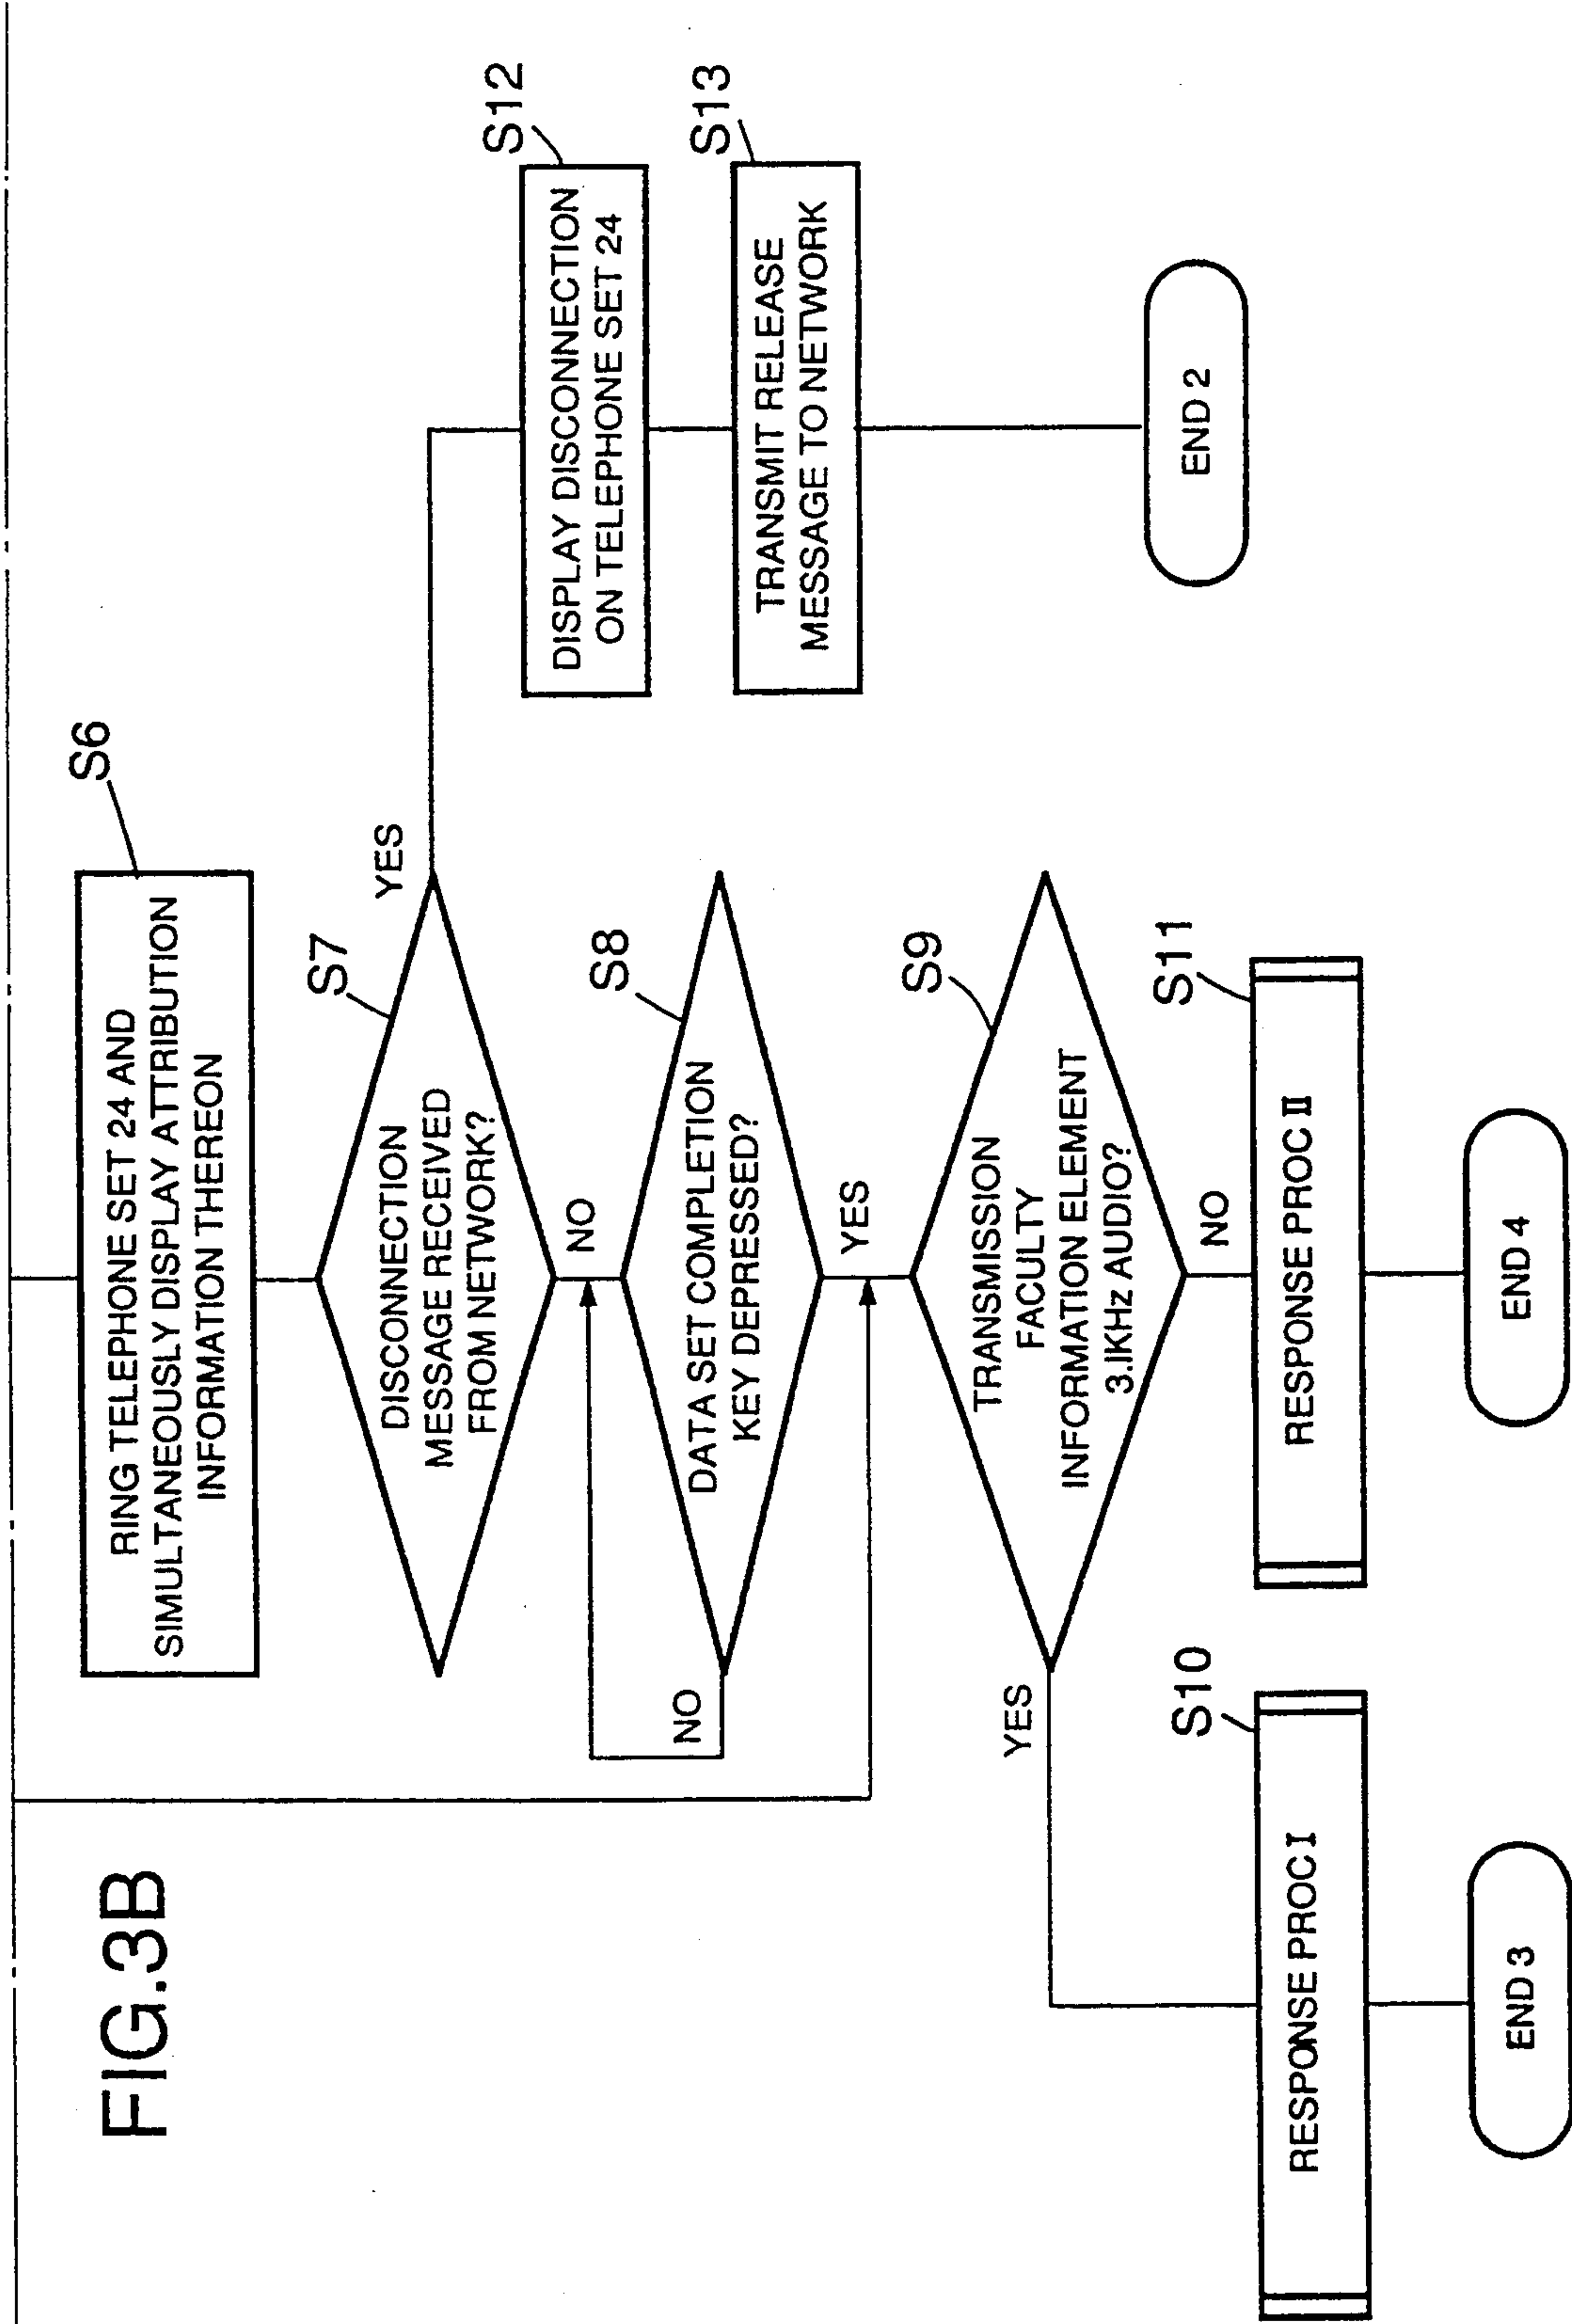 FIG.3B
S6
RING TELEPHONE SET 24 AND
SIMULTANEOUSLY DISPLAY ATTRIBUTION
INFORMATION THEREON
S7
DISCONNECTION
MESSAGE RECEIVED
FROM NETWORK?
YES
NO
S12
DISPLAY DISCONNECTION
ON TELEPHONE SET 24
S13
TRANSMIT RELEASE
MESSAGE TO NETWORK
END 2
S8
DATA SET COMPLETION
KEY DEPRESSED?
NO
YES
S9
TRANSMISSION
FACULTY
INFORMATION ELEMENT
3.1KHz AUDIO?
YES
NO
S10
RESPONSE PROC I
END 3
S11
RESPONSE PROC II
END 4